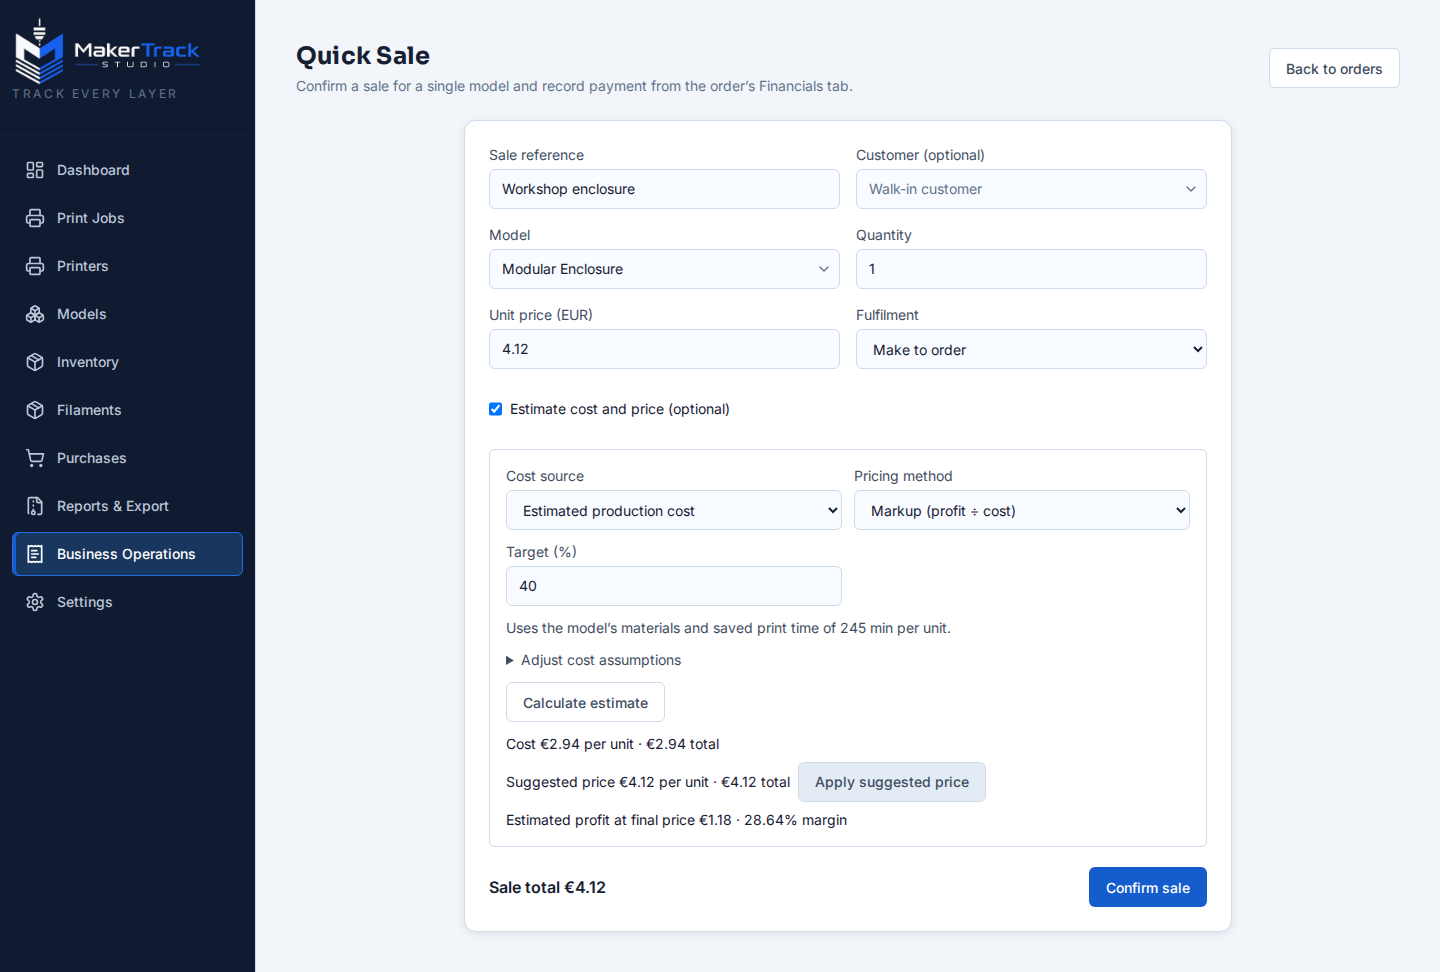 MakerTrack
STUDIO
TRACK EVERY LAYER
Dashboard
Print Jobs
Printers
Models
Inventory
Filaments
Purchases
Reports & Export
Business Operations
Settings
Quick Sale
Confirm a sale for a single model and record payment from the order’s Financials tab.
Back to orders
Sale reference
Workshop enclosure
Customer (optional)
Walk-in customer
Model
Modular Enclosure
Quantity
1
Unit price (EUR)
4.12
Fulfilment
Make to order
Estimate cost and price (optional)
Cost source
Estimated production cost
Pricing method
Markup (profit ÷ cost)
Target (%)
40
Uses the model’s materials and saved print time of 245 min per unit.
Adjust cost assumptions
Calculate estimate
Cost €2.94 per unit · €2.94 total
Suggested price €4.12 per unit · €4.12 total
Apply suggested price
Estimated profit at final price €1.18 · 28.64% margin
Sale total €4.12
Confirm sale